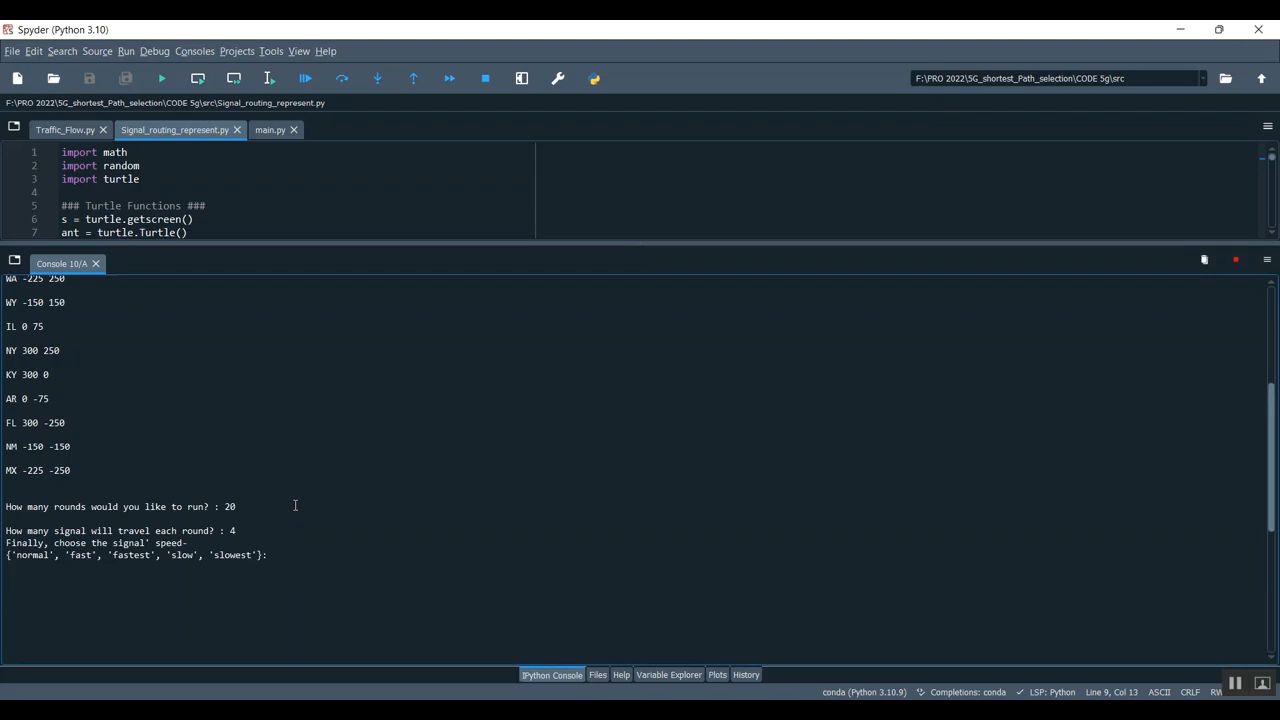 Spyder (Python 3.10)
File Edit Search Source Run Debug Consoles Projects Tools View Help
F:\PRO 2022\5G_shortest_Path_selection\CODE 5g\src
F:\PRO 2022\5G_shortest_Path_selection\CODE 5g\src\Signal_routing_represent.py
Traffic_Flow.py Signal_routing_represent.py main.py
1 import math
2 import random
3 import turtle
4
5 ### Turtle Functions ###
6 s = turtle.getscreen()
7 ant = turtle.Turtle()
Console 10/A
WA -225 250
WY -150 150
IL 0 75
NY 300 250
KY 300 0
AR 0 -75
FL 300 -250
NM -150 -150
MX -225 -250
How many rounds would you like to run? : 20
How many signal will travel each round? : 4
Finally, choose the signal' speed-
{'normal', 'fast', 'fastest', 'slow', 'slowest'}:
IPython Console Files Help Variable Explorer Plots History
conda (Python 3.10.9) Completions: conda LSP: Python Line 9, Col 13 ASCII CRLF RW